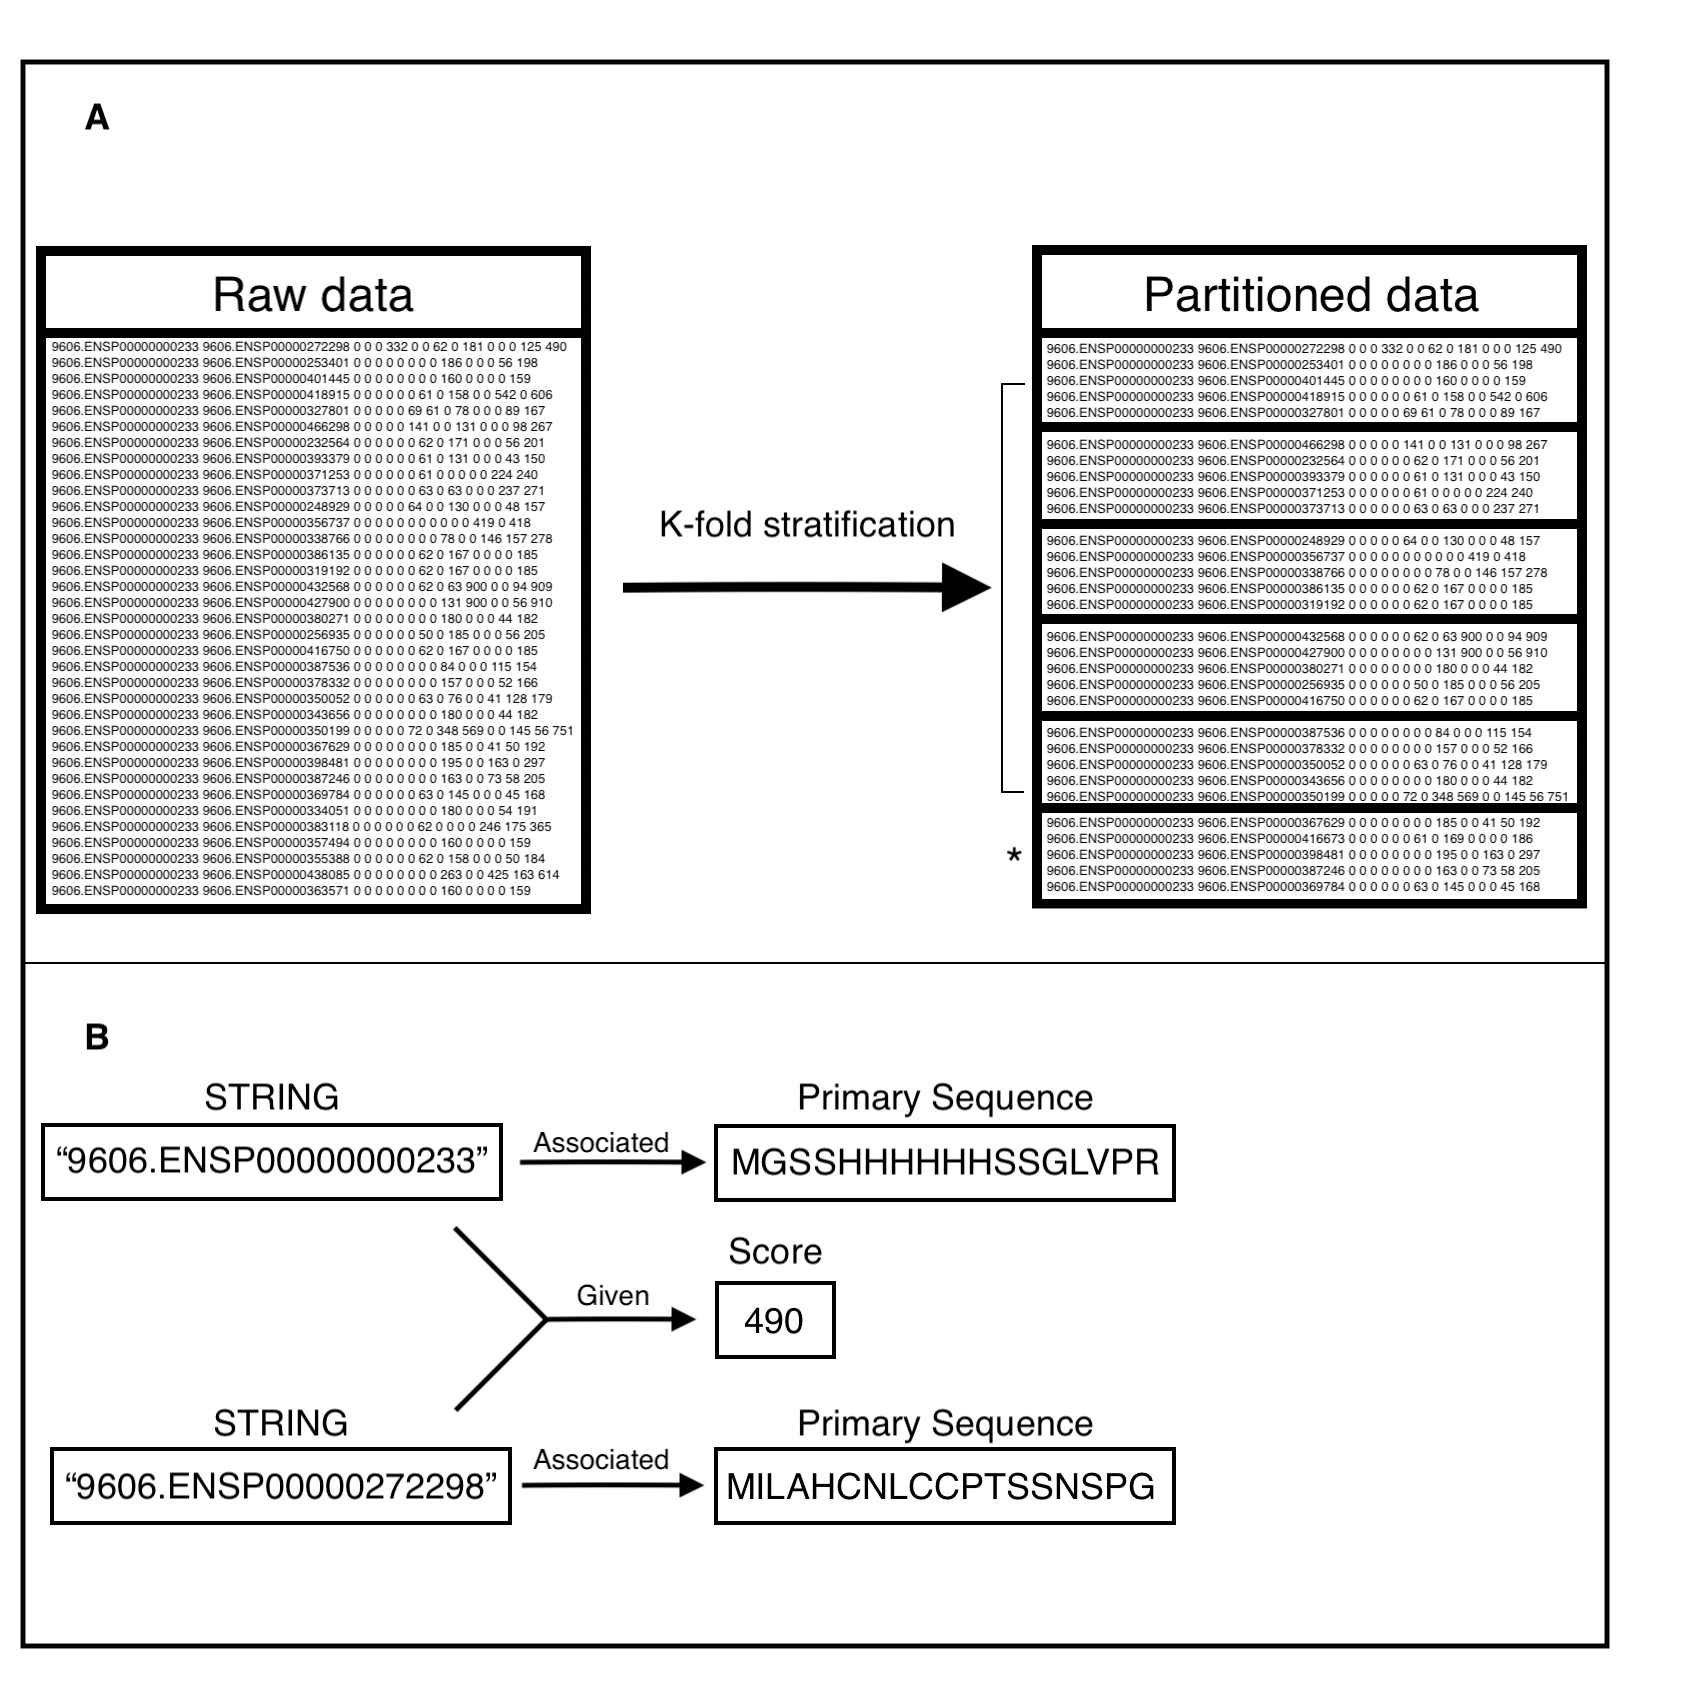 A
Raw data
9606.ENSP00000000233 9606.ENSP00000272298 0 0 0 332 0 0 62 0 181 0 0 0 125 490
9606.ENSP00000000233 9606.ENSP00000253401 0 0 0 0 0 0 0 0 186 0 0 0 56 198
9606.ENSP00000000233 9606.ENSP00000401445 0 0 0 0 0 0 0 0 160 0 0 0 0 159
9606.ENSP00000000233 9606.ENSP00000418915 0 0 0 0 0 0 61 0 158 0 0 542 0 606
9606.ENSP00000000233 9606.ENSP00000327801 0 0 0 0 0 69 61 0 78 0 0 0 89 167
9606.ENSP00000000233 9606.ENSP00000466298 0 0 0 0 0 141 0 0 131 0 0 0 98 267
9606.ENSP00000000233 9606.ENSP00000232564 0 0 0 0 0 0 62 0 171 0 0 0 56 201
9606.ENSP00000000233 9606.ENSP00000393379 0 0 0 0 0 0 61 0 131 0 0 0 43 150
9606.ENSP00000000233 9606.ENSP00000371253 0 0 0 0 0 0 61 0 0 0 0 0 224 240
9606.ENSP00000000233 9606.ENSP00000373713 0 0 0 0 0 0 63 0 63 0 0 0 237 271
9606.ENSP00000000233 9606.ENSP00000248929 0 0 0 0 0 64 0 0 130 0 0 0 48 157
9606.ENSP00000000233 9606.ENSP00000356737 0 0 0 0 0 0 0 0 0 0 0 419 0 418
9606.ENSP00000000233 9606.ENSP00000338766 0 0 0 0 0 0 0 0 78 0 0 146 157 278
9606.ENSP00000000233 9606.ENSP00000386135 0 0 0 0 0 0 62 0 167 0 0 0 0 185
9606.ENSP00000000233 9606.ENSP00000319192 0 0 0 0 0 0 62 0 167 0 0 0 0 185
9606.ENSP00000000233 9606.ENSP00000432568 0 0 0 0 0 0 62 0 63 900 0 0 94 909
9606.ENSP00000000233 9606.ENSP00000427900 0 0 0 0 0 0 0 0 131 900 0 0 56 910
9606.ENSP00000000233 9606.ENSP00000380271 0 0 0 0 0 0 0 0 180 0 0 0 44 182
9606.ENSP00000000233 9606.ENSP00000256935 0 0 0 0 0 0 50 0 185 0 0 0 56 205
9606.ENSP00000000233 9606.ENSP00000416750 0 0 0 0 0 0 62 0 167 0 0 0 0 185
9606.ENSP00000000233 9606.ENSP00000387536 0 0 0 0 0 0 0 0 84 0 0 0 115 154
9606.ENSP00000000233 9606.ENSP00000378332 0 0 0 0 0 0 0 0 157 0 0 0 52 166
9606.ENSP00000000233 9606.ENSP00000350052 0 0 0 0 0 0 63 0 76 0 0 41 128 179
9606.ENSP00000000233 9606.ENSP00000343656 0 0 0 0 0 0 0 0 180 0 0 0 44 182
9606.ENSP00000000233 9606.ENSP00000350199 0 0 0 0 0 72 0 348 569 0 0 145 56 751
9606.ENSP00000000233 9606.ENSP00000367629 0 0 0 0 0 0 0 0 185 0 0 41 50 192
9606.ENSP00000000233 9606.ENSP00000398481 0 0 0 0 0 0 0 0 195 0 0 163 0 297
9606.ENSP00000000233 9606.ENSP00000387246 0 0 0 0 0 0 0 0 163 0 0 73 58 205
9606.ENSP00000000233 9606.ENSP00000369784 0 0 0 0 0 0 63 0 145 0 0 0 45 168
9606.ENSP00000000233 9606.ENSP00000334051 0 0 0 0 0 0 0 0 180 0 0 0 54 191
9606.ENSP00000000233 9606.ENSP00000383118 0 0 0 0 0 0 62 0 0 0 0 246 175 365
9606.ENSP00000000233 9606.ENSP00000357494 0 0 0 0 0 0 0 0 160 0 0 0 0 159
9606.ENSP00000000233 9606.ENSP00000355388 0 0 0 0 0 0 62 0 158 0 0 0 50 184
9606.ENSP00000000233 9606.ENSP00000438085 0 0 0 0 0 0 0 0 263 0 0 425 163 614
9606.ENSP00000000233 9606.ENSP00000363571 0 0 0 0 0 0 0 0 160 0 0 0 0 159
K-fold stratification
Partitioned data
9606.ENSP00000000233 9606.ENSP00000272298 0 0 0 332 0 0 62 0 181 0 0 0 125 490
9606.ENSP00000000233 9606.ENSP00000253401 0 0 0 0 0 0 0 0 186 0 0 0 56 198
9606.ENSP00000000233 9606.ENSP00000401445 0 0 0 0 0 0 0 0 160 0 0 0 0 159
9606.ENSP00000000233 9606.ENSP00000418915 0 0 0 0 0 0 61 0 158 0 0 542 0 606
9606.ENSP00000000233 9606.ENSP00000327801 0 0 0 0 0 69 61 0 78 0 0 0 89 167
9606.ENSP00000000233 9606.ENSP00000466298 0 0 0 0 0 141 0 0 131 0 0 0 98 267
9606.ENSP00000000233 9606.ENSP00000232564 0 0 0 0 0 0 62 0 171 0 0 0 56 201
9606.ENSP00000000233 9606.ENSP00000393379 0 0 0 0 0 0 61 0 131 0 0 0 43 150
9606.ENSP00000000233 9606.ENSP00000371253 0 0 0 0 0 0 61 0 0 0 0 0 224 240
9606.ENSP00000000233 9606.ENSP00000373713 0 0 0 0 0 0 63 0 63 0 0 0 237 271
9606.ENSP00000000233 9606.ENSP00000248929 0 0 0 0 0 64 0 0 130 0 0 0 48 157
9606.ENSP00000000233 9606.ENSP00000356737 0 0 0 0 0 0 0 0 0 0 0 419 0 418
9606.ENSP00000000233 9606.ENSP00000338766 0 0 0 0 0 0 0 0 78 0 0 146 157 278
9606.ENSP00000000233 9606.ENSP00000386135 0 0 0 0 0 0 62 0 167 0 0 0 0 185
9606.ENSP00000000233 9606.ENSP00000319192 0 0 0 0 0 0 62 0 167 0 0 0 0 185
9606.ENSP00000000233 9606.ENSP00000432568 0 0 0 0 0 0 62 0 63 900 0 0 94 909
9606.ENSP00000000233 9606.ENSP00000427900 0 0 0 0 0 0 0 0 131 900 0 0 56 910
9606.ENSP00000000233 9606.ENSP00000380271 0 0 0 0 0 0 0 0 180 0 0 0 44 182
9606.ENSP00000000233 9606.ENSP00000256935 0 0 0 0 0 0 50 0 185 0 0 0 56 205
9606.ENSP00000000233 9606.ENSP00000416750 0 0 0 0 0 0 62 0 167 0 0 0 0 185
9606.ENSP00000000233 9606.ENSP00000387536 0 0 0 0 0 0 0 0 84 0 0 0 115 154
9606.ENSP00000000233 9606.ENSP00000378332 0 0 0 0 0 0 0 0 157 0 0 0 52 166
9606.ENSP00000000233 9606.ENSP00000350052 0 0 0 0 0 0 63 0 76 0 0 41 128 179
9606.ENSP00000000233 9606.ENSP00000343656 0 0 0 0 0 0 0 0 180 0 0 0 44 182
9606.ENSP00000000233 9606.ENSP00000350199 0 0 0 0 0 72 0 348 569 0 0 145 56 751
9606.ENSP00000000233 9606.ENSP00000367629 0 0 0 0 0 0 0 0 185 0 0 41 50 192
9606.ENSP00000000233 9606.ENSP00000416673 0 0 0 0 0 0 61 0 169 0 0 0 0 186
* 9606.ENSP00000000233 9606.ENSP00000398481 0 0 0 0 0 0 0 0 195 0 0 163 0 297
9606.ENSP00000000233 9606.ENSP00000387246 0 0 0 0 0 0 0 0 163 0 0 73 58 205
9606.ENSP00000000233 9606.ENSP00000369784 0 0 0 0 0 0 63 0 145 0 0 0 45 168
B
STRING
“9606.ENSP00000000233”
Associated
Primary Sequence
MGSSHHHHHHSSGLVPR
Given
Score
490
STRING
“9606.ENSP00000272298”
Associated
Primary Sequence
MILAHCNLCCPTSSNSPG